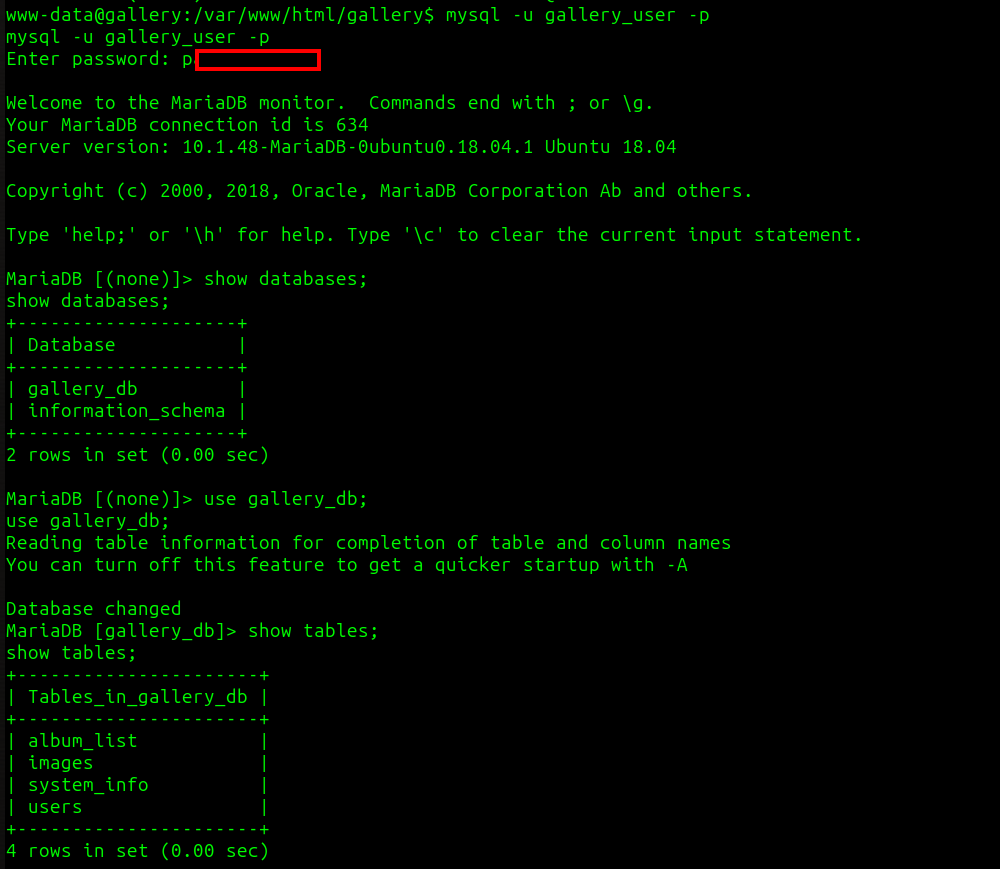 www-data@gallery:/var/www/html/gallery$ mysql -u gallery_user -p
mysql -u gallery_user -p
Enter password: p
Welcome to the MariaDB monitor.  Commands end with ; or \g.
Your MariaDB connection id is 634
Server version: 10.1.48-MariaDB-0ubuntu0.18.04.1 Ubuntu 18.04
Copyright (c) 2000, 2018, Oracle, MariaDB Corporation Ab and others.
Type 'help;' or '\h' for help. Type '\c' to clear the current input statement.
MariaDB [(none)]> show databases;
show databases;
+--------------------+
| Database           |
+--------------------+
| gallery_db         |
| information_schema |
+--------------------+
2 rows in set (0.00 sec)
MariaDB [(none)]> use gallery_db;
use gallery_db;
Reading table information for completion of table and column names
You can turn off this feature to get a quicker startup with -A
Database changed
MariaDB [gallery_db]> show tables;
show tables;
+----------------------+
| Tables_in_gallery_db |
+----------------------+
| album_list           |
| images               |
| system_info          |
| users                |
+----------------------+
4 rows in set (0.00 sec)